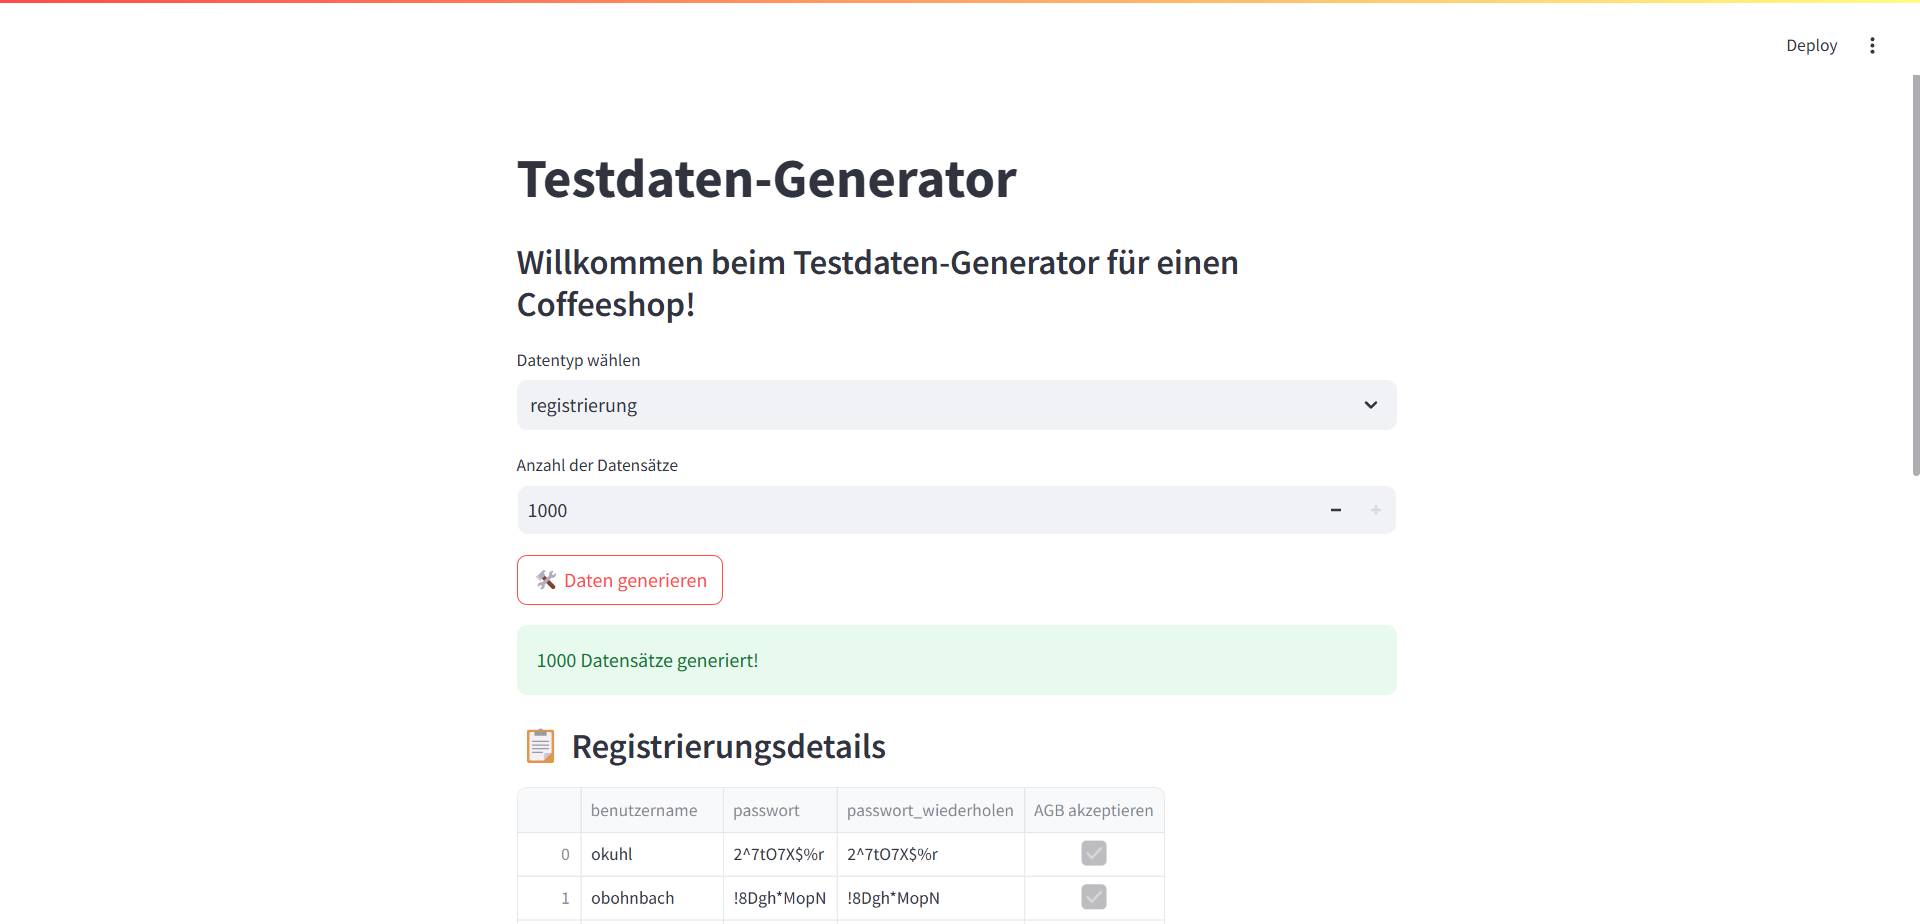 Deploy
Testdaten-Generator
Willkommen beim Testdaten-Generator für einen
Coffeeshop!
Datentyp wählen
registrierung
Anzahl der Datensätze
1000
Daten generieren
1000 Datensätze generiert!
Registrierungsdetails
benutzername passwort passwort_wiederholen AGB akzeptieren
0 okuhl 2^7tO7X$%r 2^7tO7X$%r
1 obohnbach !8Dgh*MopN !8Dgh*MopN